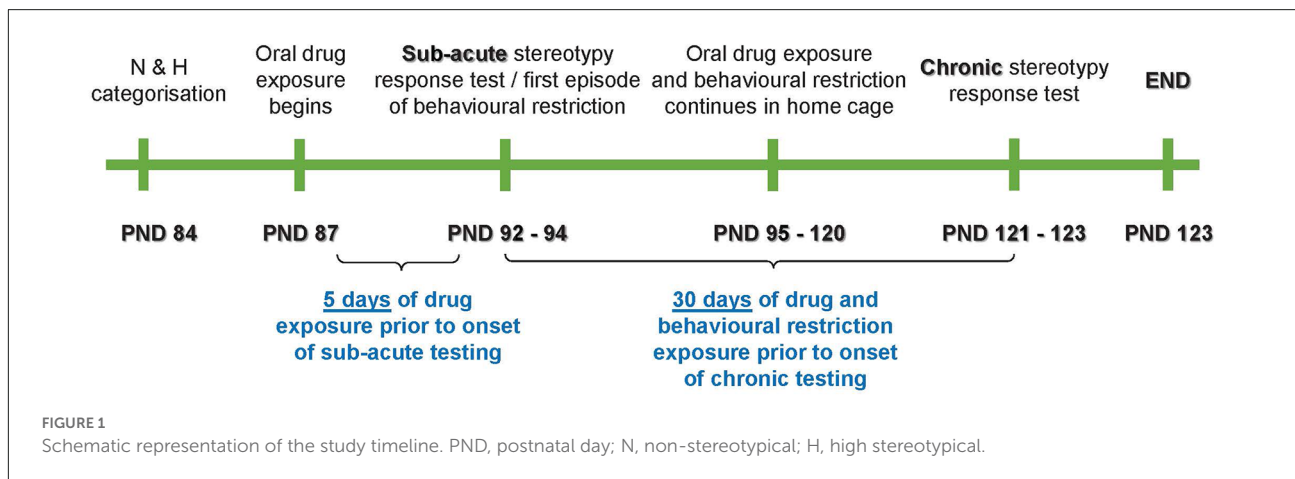 N & H
categorisation
Oral drug
exposure
begins
Sub-acute stereotypy
response test / first episode
of behavioural restriction
Oral drug exposure
and behavioural restriction
continues in home cage
Chronic stereotypy
response test
END
PND 84
PND 87
PND 92 - 94
PND 95 - 120
PND 121 - 123
PND 123
5 days of drug
exposure prior to onset
of sub-acute testing
30 days of drug and
behavioural restriction
exposure prior to onset
of chronic testing
FIGURE 1
Schematic representation of the study timeline. PND, postnatal day; N, non-stereotypical; H, high stereotypical.